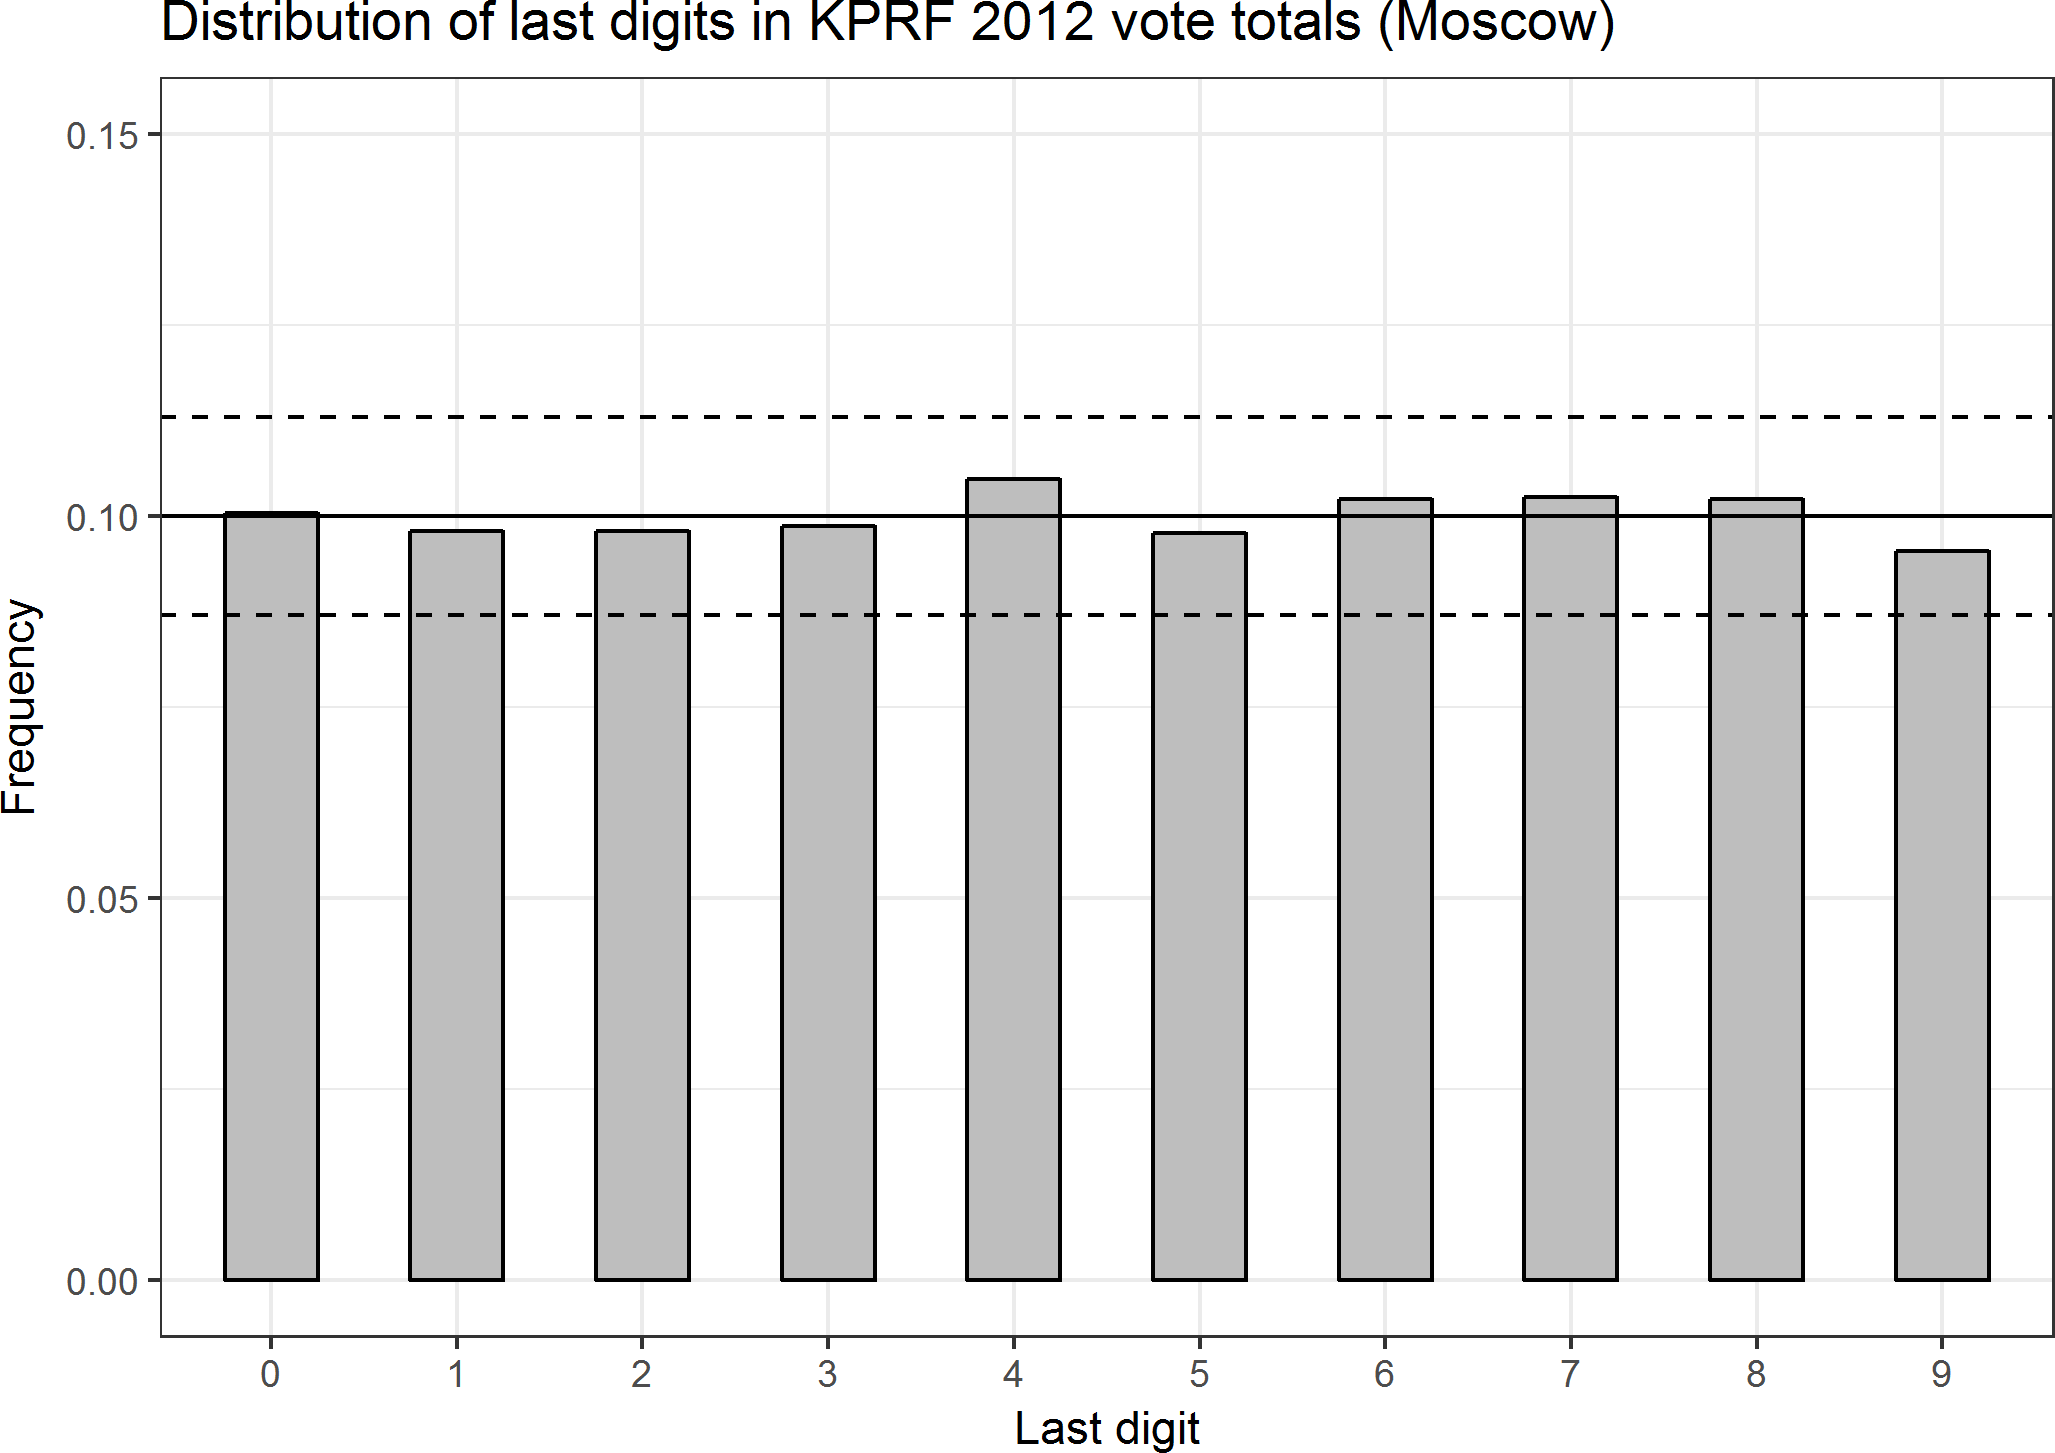 Distribution of last digits in KPRF 2012 vote totals (Moscow)
0.15
0.10
0.05
0.00
Frequency
0 1 2 3 4 5 6 7 8 9
Last digit